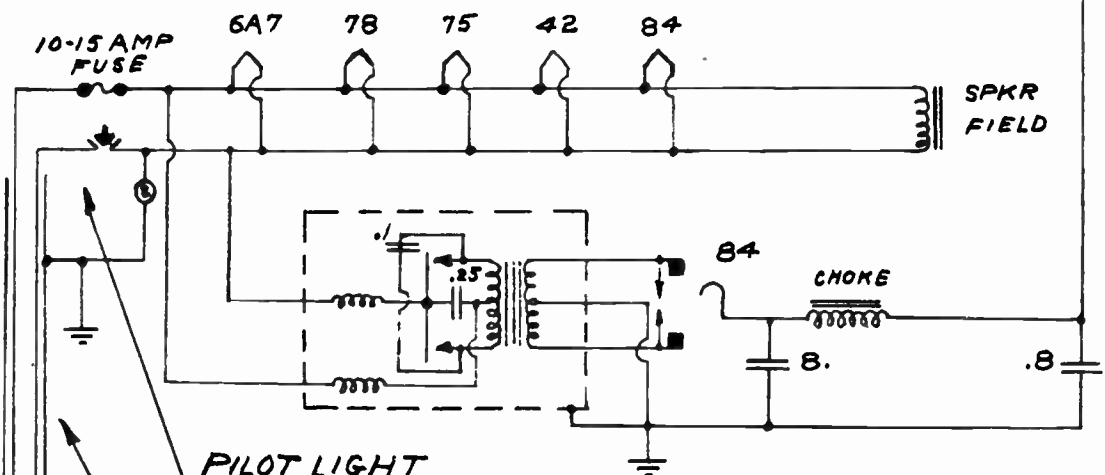 6A7 78 75 42 84
10-15 AMP
FUSE
SPKR
FIELD
.1
.25
84
CHOKE
8.
.8
PILOT LIGHT